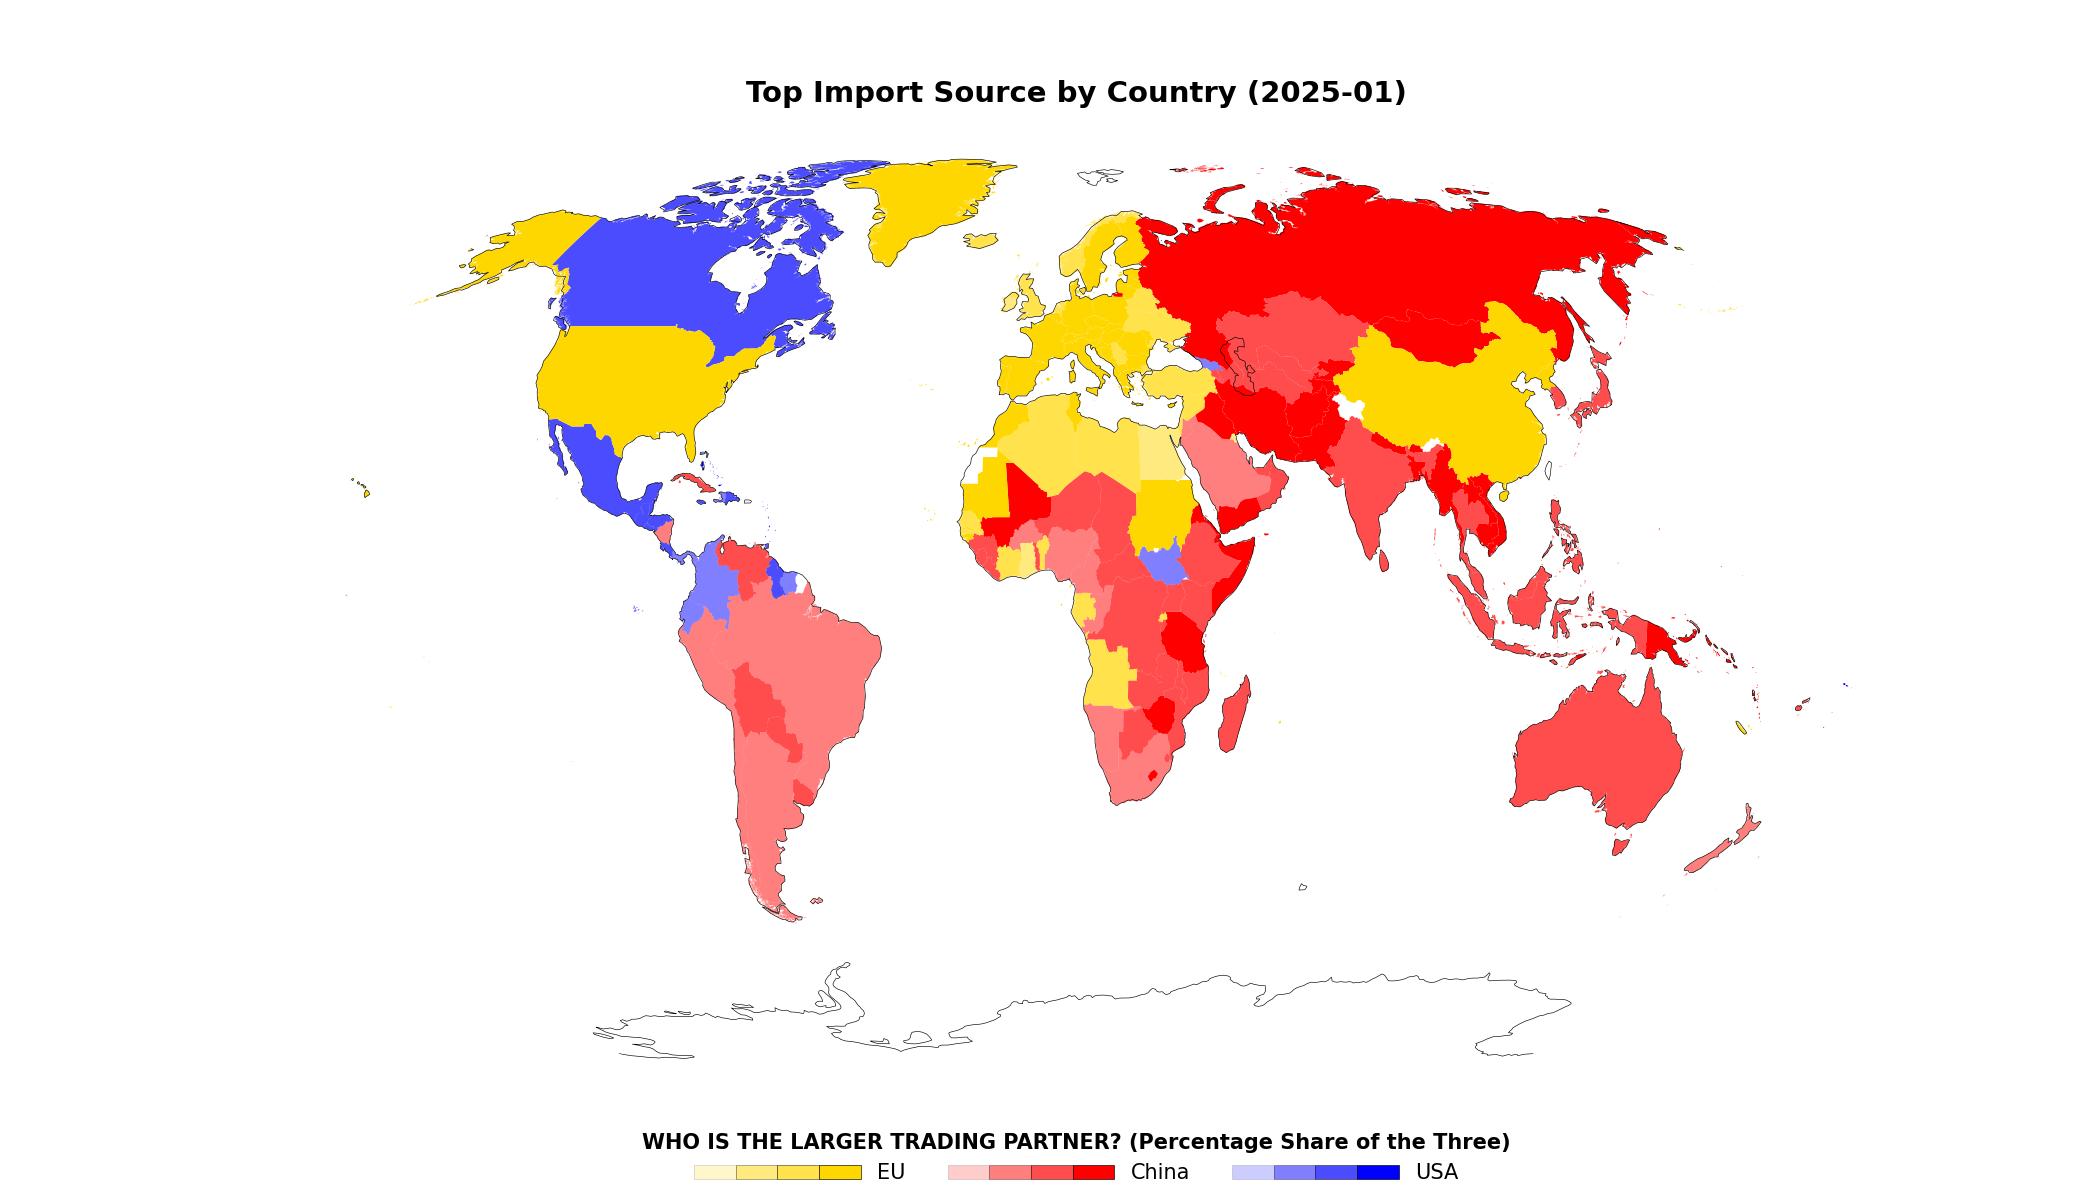 Top Import Source by Country (2025-01)
WHO IS THE LARGER TRADING PARTNER? (Percentage Share of the Three)
EU China USA